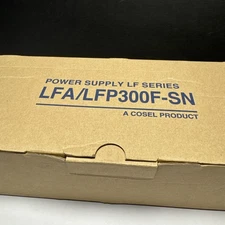 POWER SUPPLY LF SERIES
LFA/LFP300F-SN
A COSEL PRODUCT